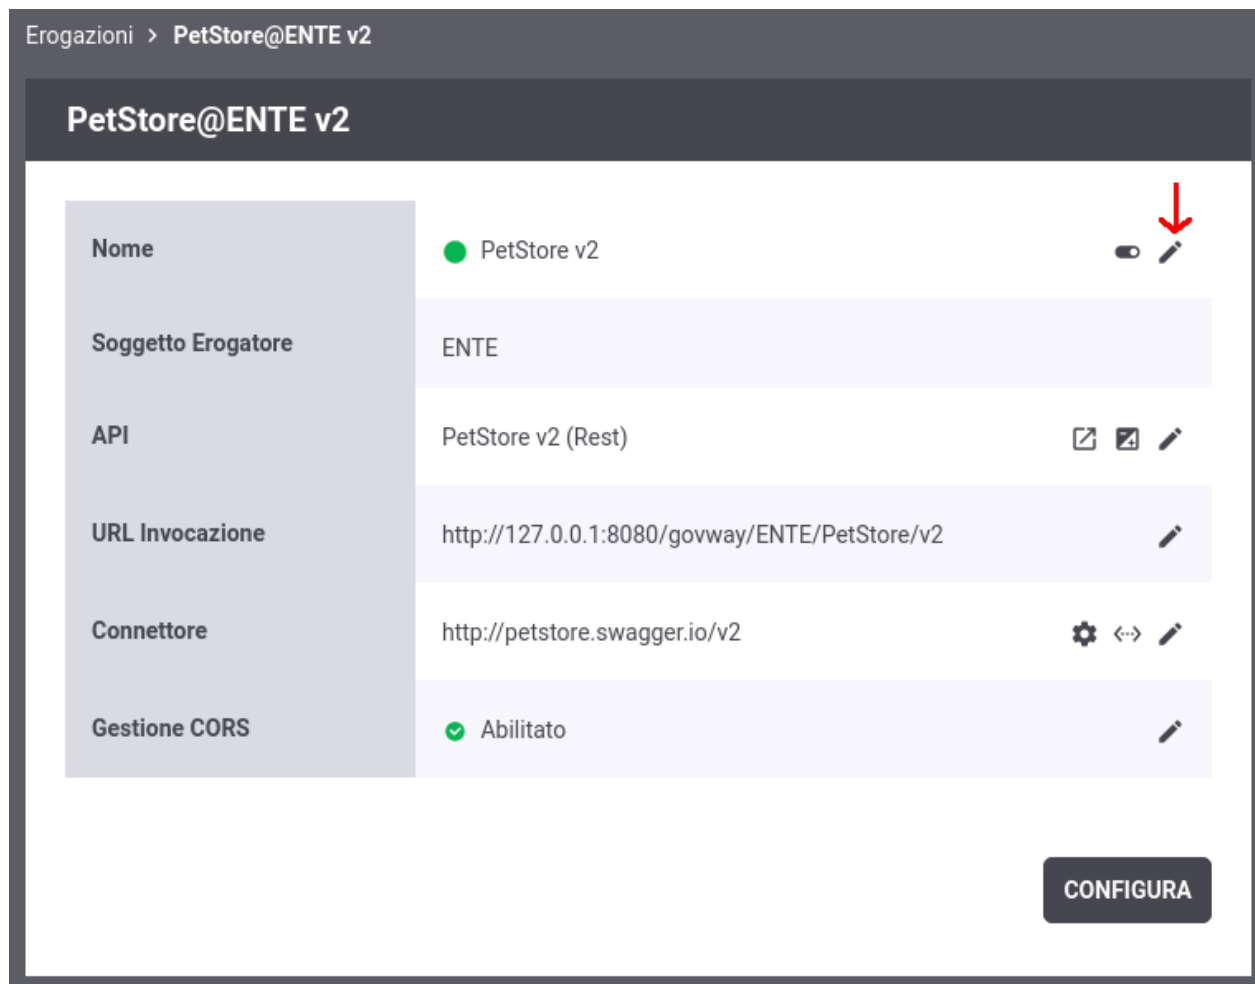 Erogazioni > PetStore@ENTE v2
PetStore@ENTE v2
Nome PetStore v2
Soggetto Erogatore ENTE
API PetStore v2 (Rest)
URL Invocazione http://127.0.0.1:8080/govway/ENTE/PetStore/v2
Connettore http://petstore.swagger.io/v2
Gestione CORS Abilitato
CONFIGURA